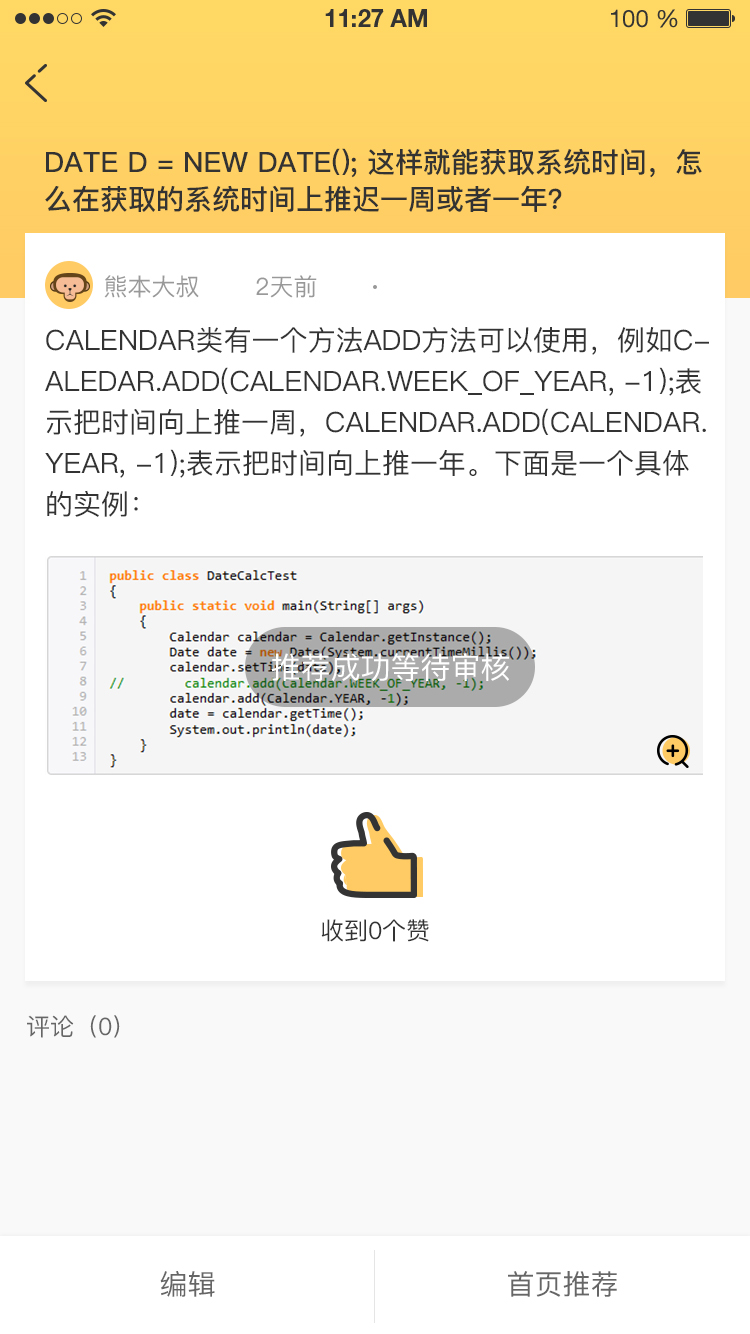 11:27 AM
100 %
DATE D = NEW DATE(); 这样就能获取系统时间，怎
么在获取的系统时间上推迟一周或者一年?
熊本大叔 2天前 ·
CALENDAR类有一个方法ADD方法可以使用，例如C-
ALEDAR.ADD(CALENDAR.WEEK_OF_YEAR, -1);表
示把时间向上推一周，CALENDAR.ADD(CALENDAR.
YEAR, -1);表示把时间向上推一年。下面是一个具体
的实例：
1 public class DateCalcTest
2 {
3 public static void main(String[] args)
4 {
5 Calendar calendar = Calendar.getInstance();
6 Date date = new Date(System.currentTimeMillis());
7 calendar.setTime(date);
8 // calendar.add(Calendar.WEEK_OF_YEAR, -1);
9 calendar.add(Calendar.YEAR, -1);
10 date = calendar.getTime();
11 System.out.println(date);
12 }
13 }
推荐成功等待审核
收到0个赞
评论（0）
编辑
首页推荐